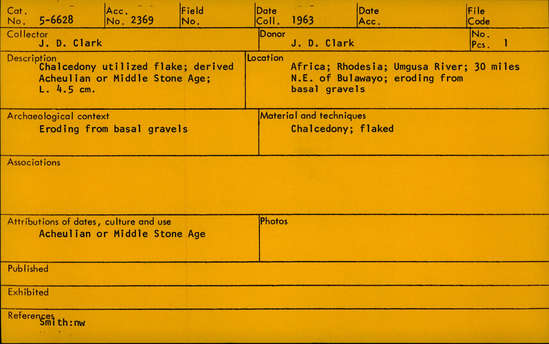 Cat. No. 5-6628 Acc. No. 2369 Field No. Date Coll. 1963 Date Acc. File Code
Collector J. D. Clark Donor J. D. Clark No. Pcs. 1
Description Location
Chalcedony utilized flake; derived Africa; Rhodesia; Umgusa River; 30 miles
Acheulian or Middle Stone Age; N.E. of Bulawayo; eroding from
L. 4.5 cm. basal gravels
Archaeological context Material and techniques
Eroding from basal gravels Chalcedony; flaked
Associations
Attributions of dates, culture and use Photos
Acheulian or Middle Stone Age
Published
Exhibited
References
Smith:nw